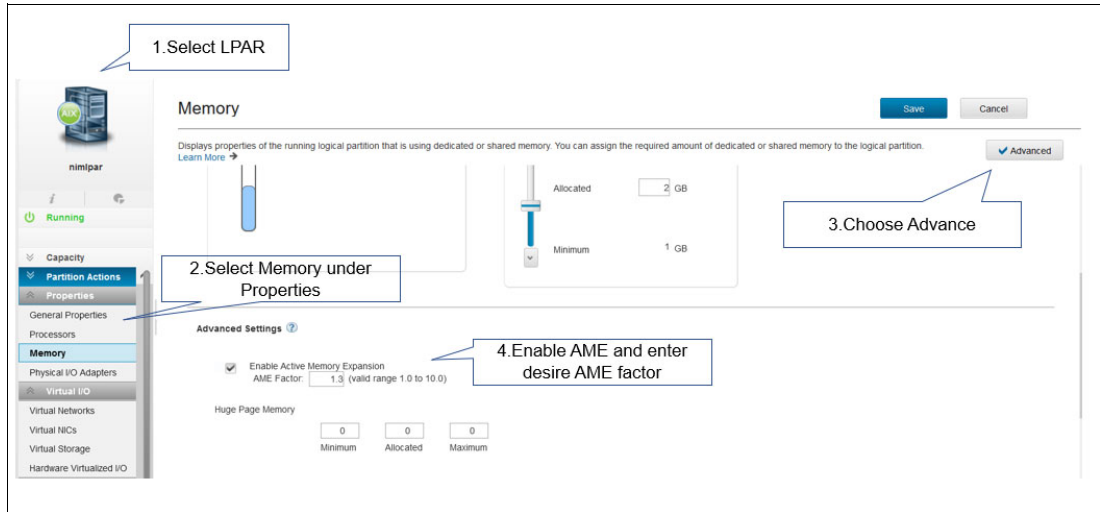 1.Select LPAR
AIX
nimlpar
i
Running
Capacity
Partition Actions
Properties
General Properties
Processors
Memory
Physical I/O Adapters
Virtual I/O
Virtual Networks
Virtual NICs
Virtual Storage
Hardware Virtualized I/O
2.Select Memory under
Properties
Memory
Save
Cancel
Displays properties of the running logical partition that is using dedicated or shared memory. You can assign the required amount of dedicated or shared memory to the logical partition.
Learn More
Advanced
3.Choose Advance
Allocated 2 GB
Minimum 1 GB
Advanced Settings ?
Enable Active Memory Expansion
AME Factor: 1.3 (valid range 1.0 to 10.0)
4.Enable AME and enter
desire AME factor
Huge Page Memory
0 0 0
Minimum Allocated Maximum